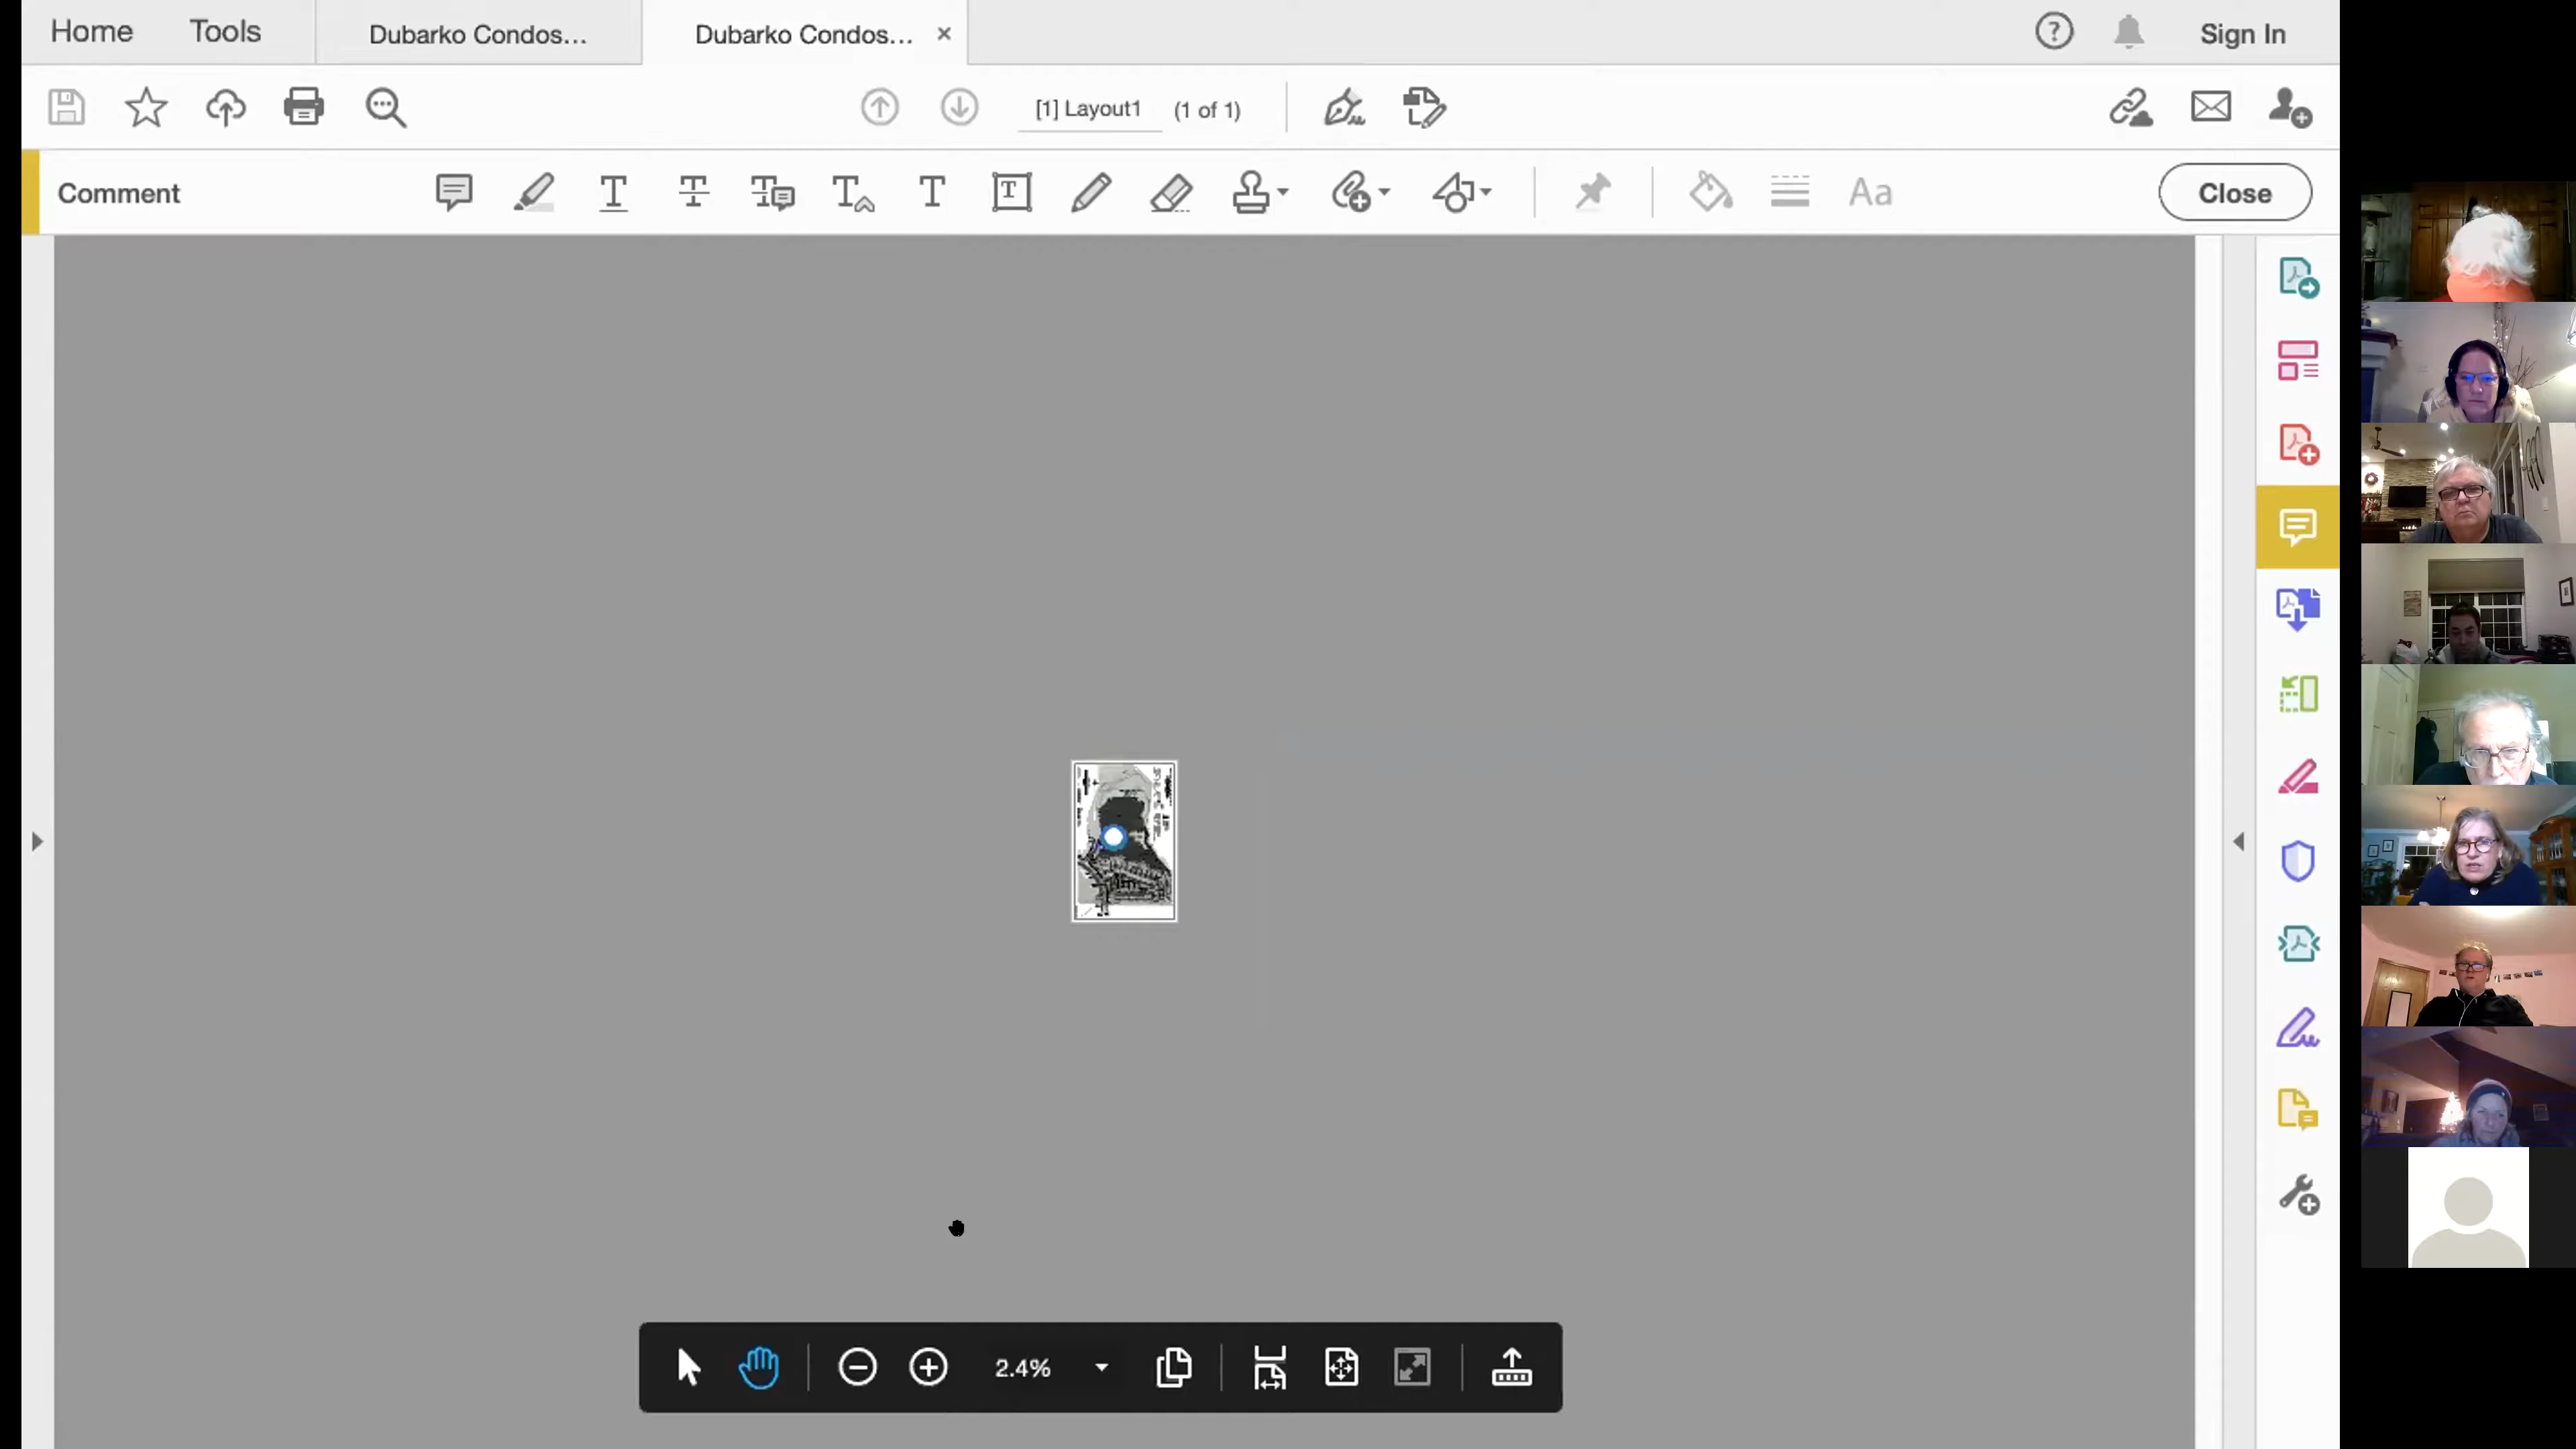 Home Tools Dubarko Condos... Dubarko Condos... × Sign In
[1] Layout1 (1 of 1)
Comment T T T T T T Aa Close
2.4%